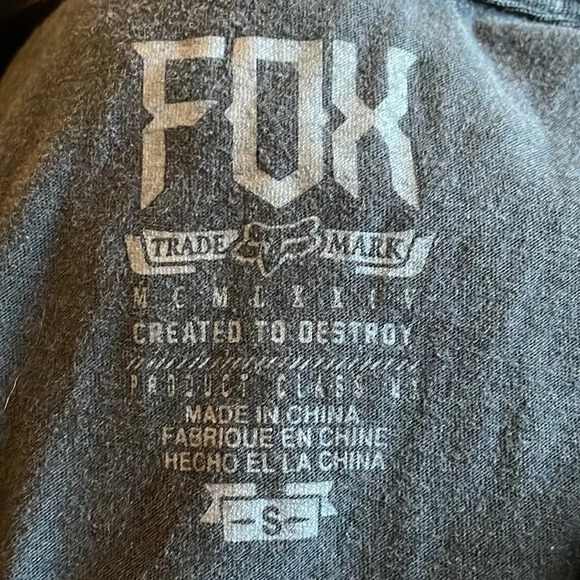 FOX
TRADE MARK
MCMLXXIV
CREATED TO DESTROY
PRODUCT CLASS
MADE IN CHINA
FABRIQUE EN CHINE
HECHO EL LA CHINA
-S-